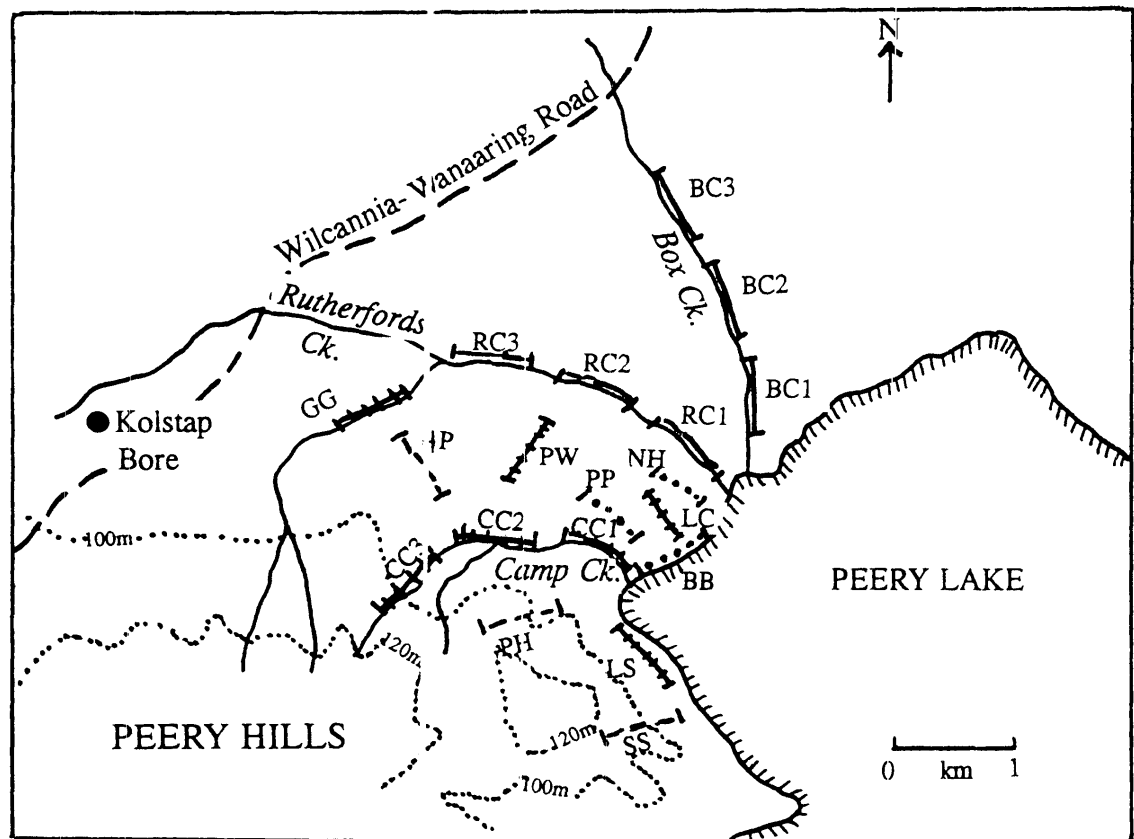 N
Wilcannia-Wanaaring Road
BC3
Box Ck.
BC2
Rutherfords
Ck.
RC3
RC2
BC1
GG
RC1
Kolstap
Bore
PW
NH
PP
LC
100m
CC2
CC1
CC3
Camp Ck.
BB
PEERY LAKE
PH
120m
LS
PEERY HILLS
120m
SS
100m
0 km 1